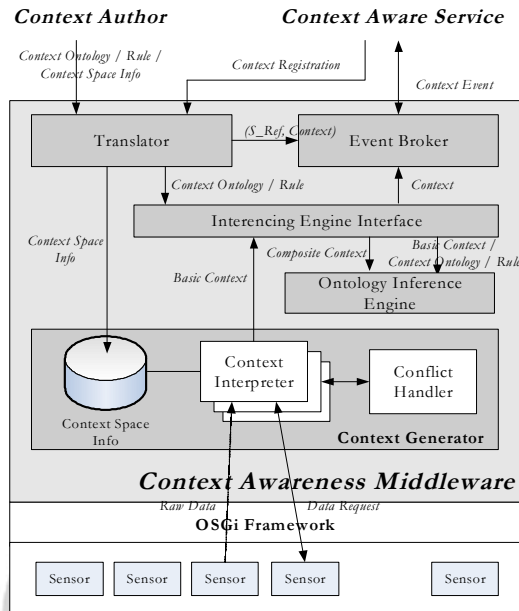 Context Author
Context Aware Service
Context Ontology / Rule /
Context Space Info
Context Registration
Context Event
Translator
(S_Ref, Context)
Event Broker
Context Ontology / Rule
Context
Interencing Engine Interface
Context Space
Info
Basic Context
Composite Context
Basic Context /
Context Ontology / Rule
Ontology Inference
Engine
Context
Interpreter
Conflict
Handler
Context Space
Info
Context Generator
Context Awareness Middleware
Raw Data
Data Request
OSGi Framework
Sensor
Sensor
Sensor
Sensor
Sensor